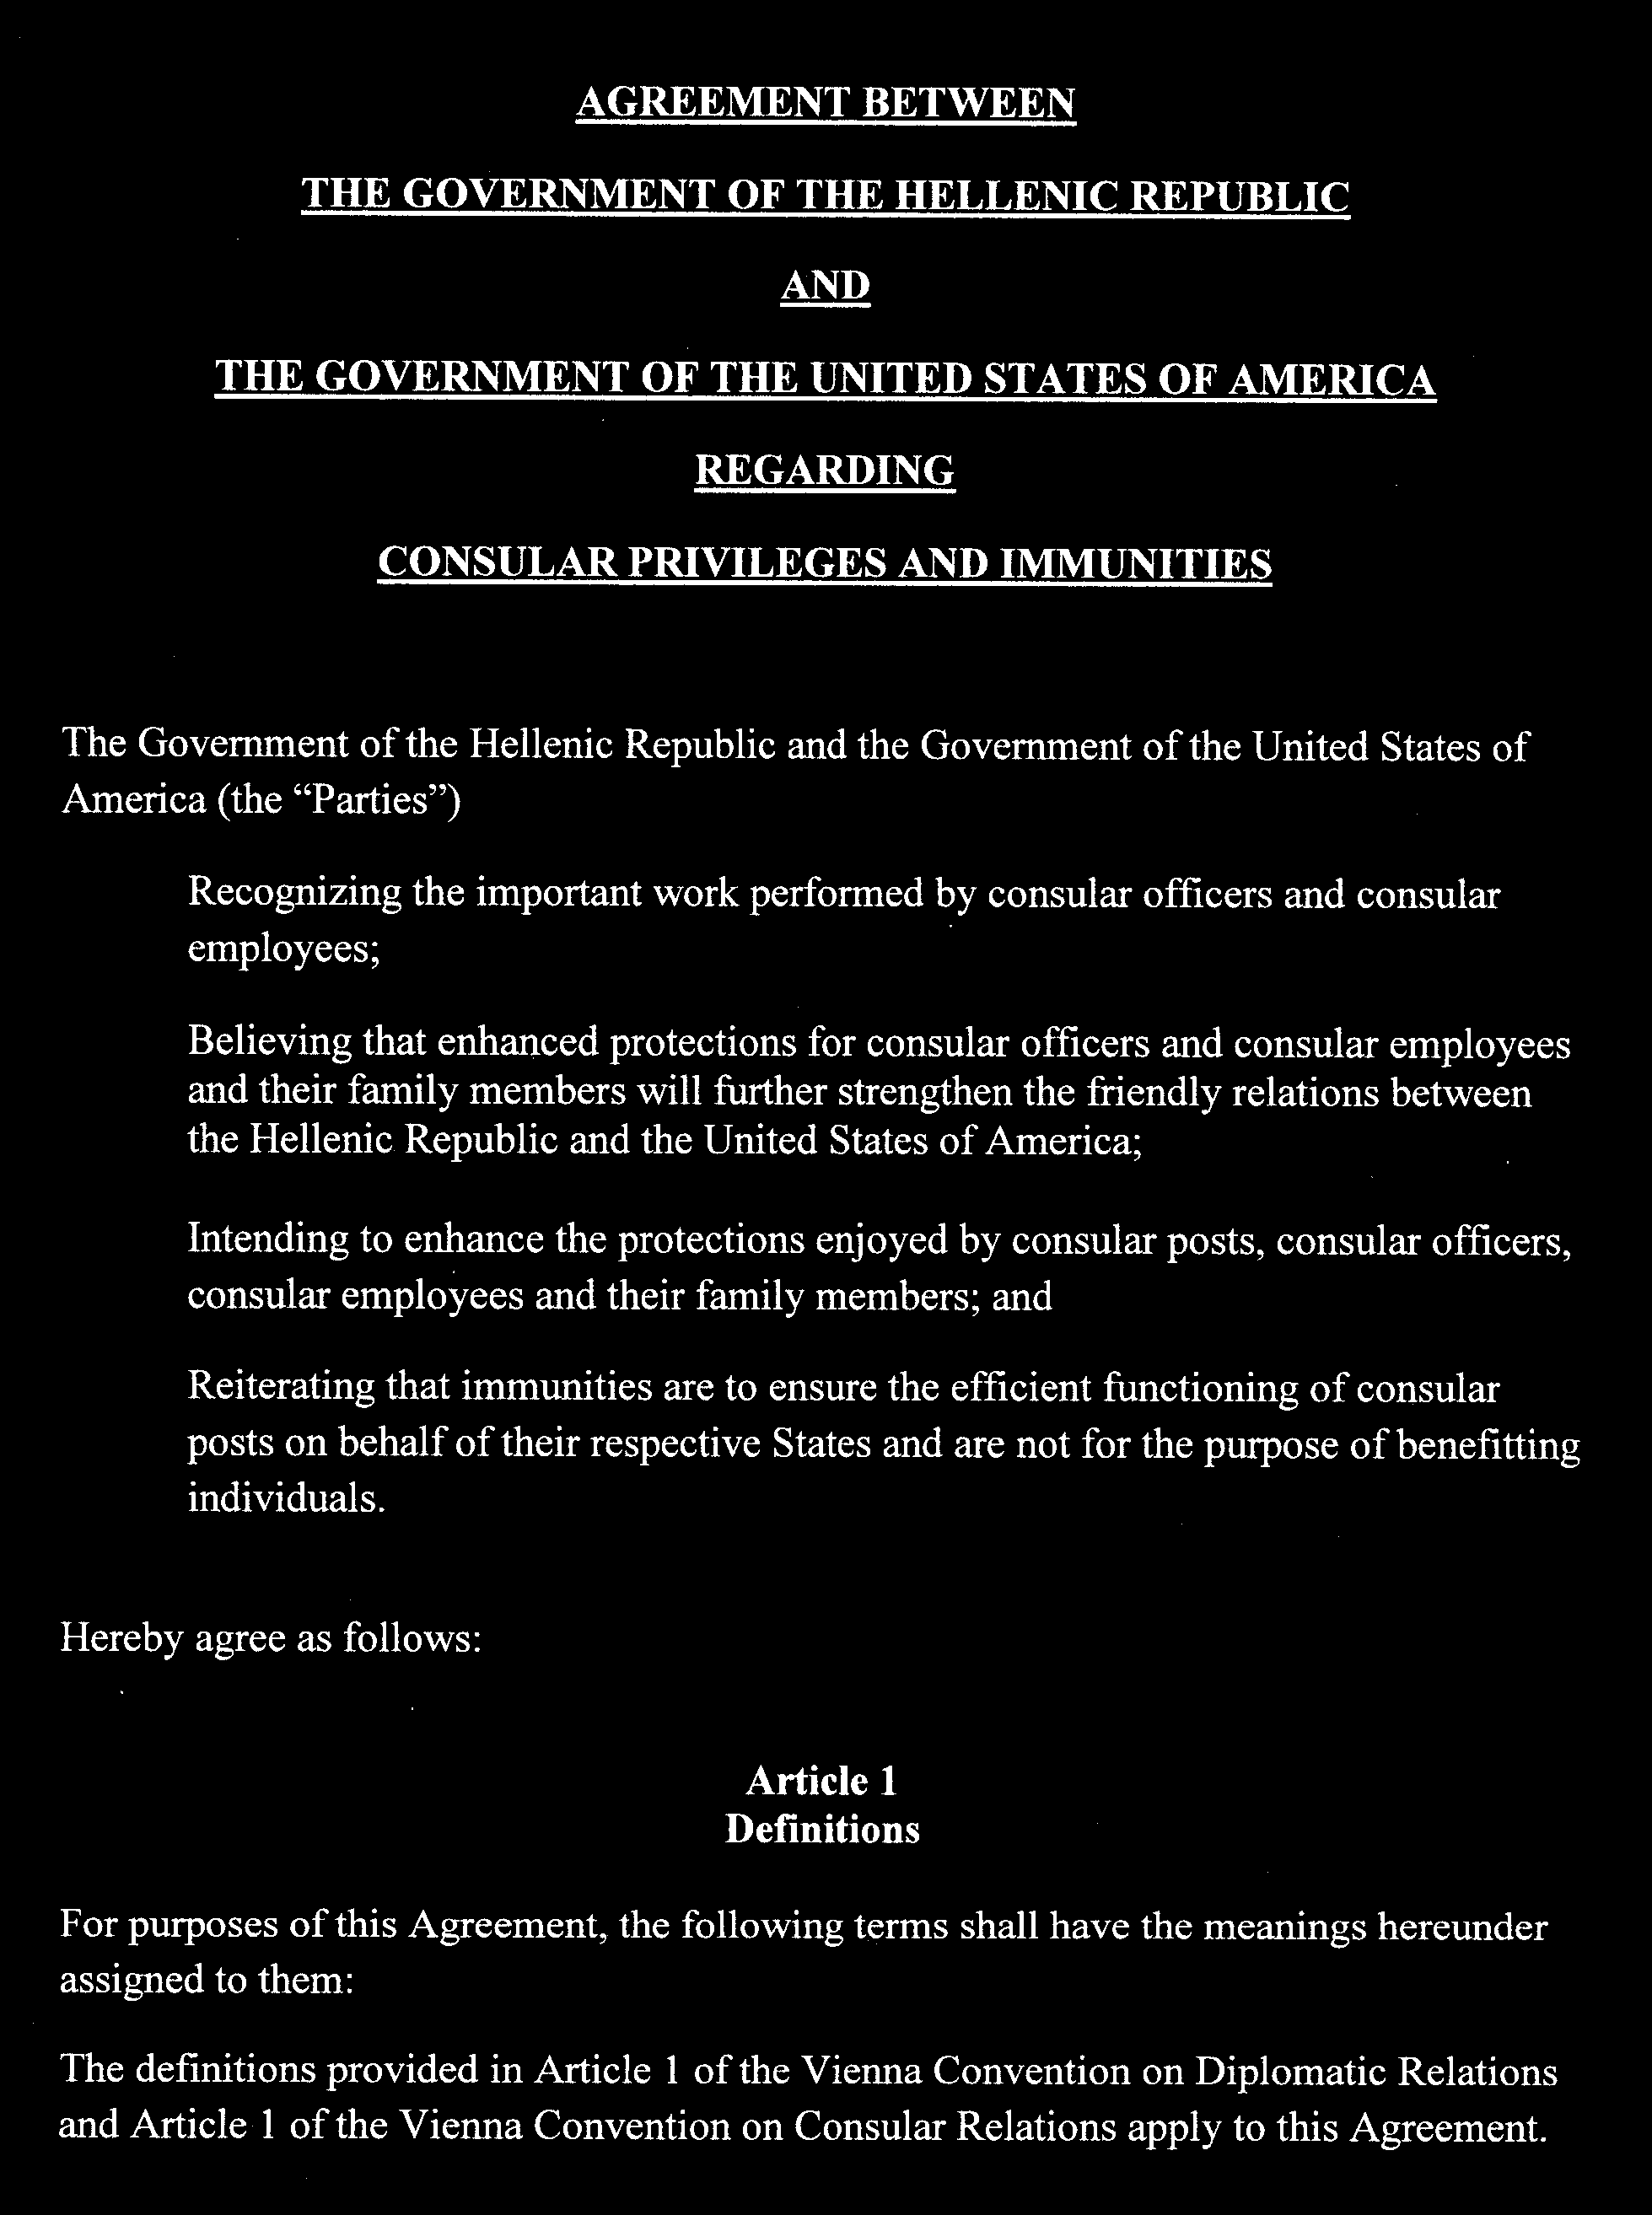 AGREEMENT BETWEEN
THE GOVERNMENT OF THE HELLENIC REPUBLIC
AND
THE GOVERNMENT OF THE UNITED STATES OF AMERICA
REGARDING
CONSULAR PRIVILEGES AND IMMUNITIES
The Government of the Hellenic Republic and the Government of the United States of
America (the “Parties”)
Recognizing the important work performed by consular officers and consular
employees;
Believing that enhanced protections for consular officers and consular employees
and their family members will further strengthen the friendly relations between
the Hellenic Republic and the United States of America;
Intending to enhance the protections enjoyed by consular posts, consular officers,
consular employees and their family members; and
Reiterating that immunities are to ensure the efficient functioning of consular
posts on behalf of their respective States and are not for the purpose of benefitting
individuals.
Hereby agree as follows:
Article 1
Definitions
For purposes of this Agreement, the following terms shall have the meanings hereunder
assigned to them:
The definitions provided in Article 1 of the Vienna Convention on Diplomatic Relations
and Article 1 of the Vienna Convention on Consular Relations apply to this Agreement.